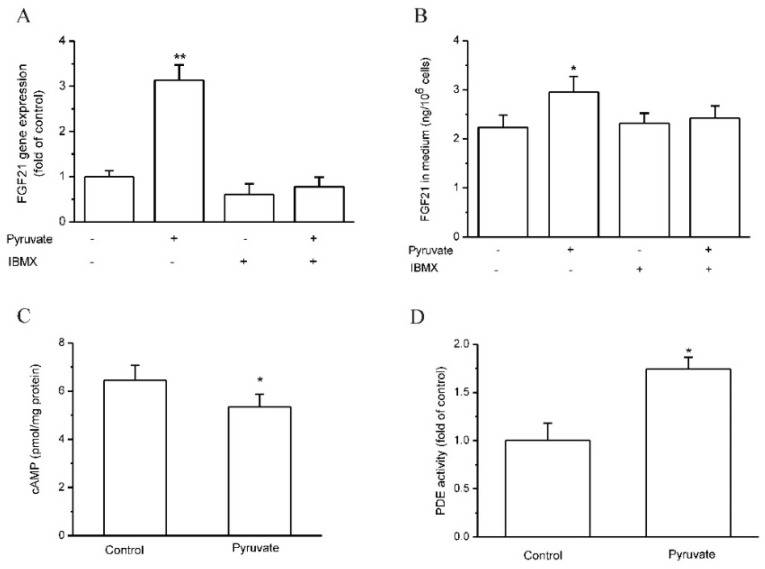 A
FGF21 gene expression
(fold of control)
4
3
2
1
0
**
Pyruvate - + - +
IBMX - - + +
B
FGF21 in medium (ng/10⁶ cells)
4
3
2
1
0
*
Pyruvate - + - +
IBMX - - + +
C
cAMP (pmol/mg protein)
8
6
4
2
0
*
Control Pyruvate
D
PDE activity (fold of control)
2.0
1.5
1.0
0.5
0.0
*
Control Pyruvate